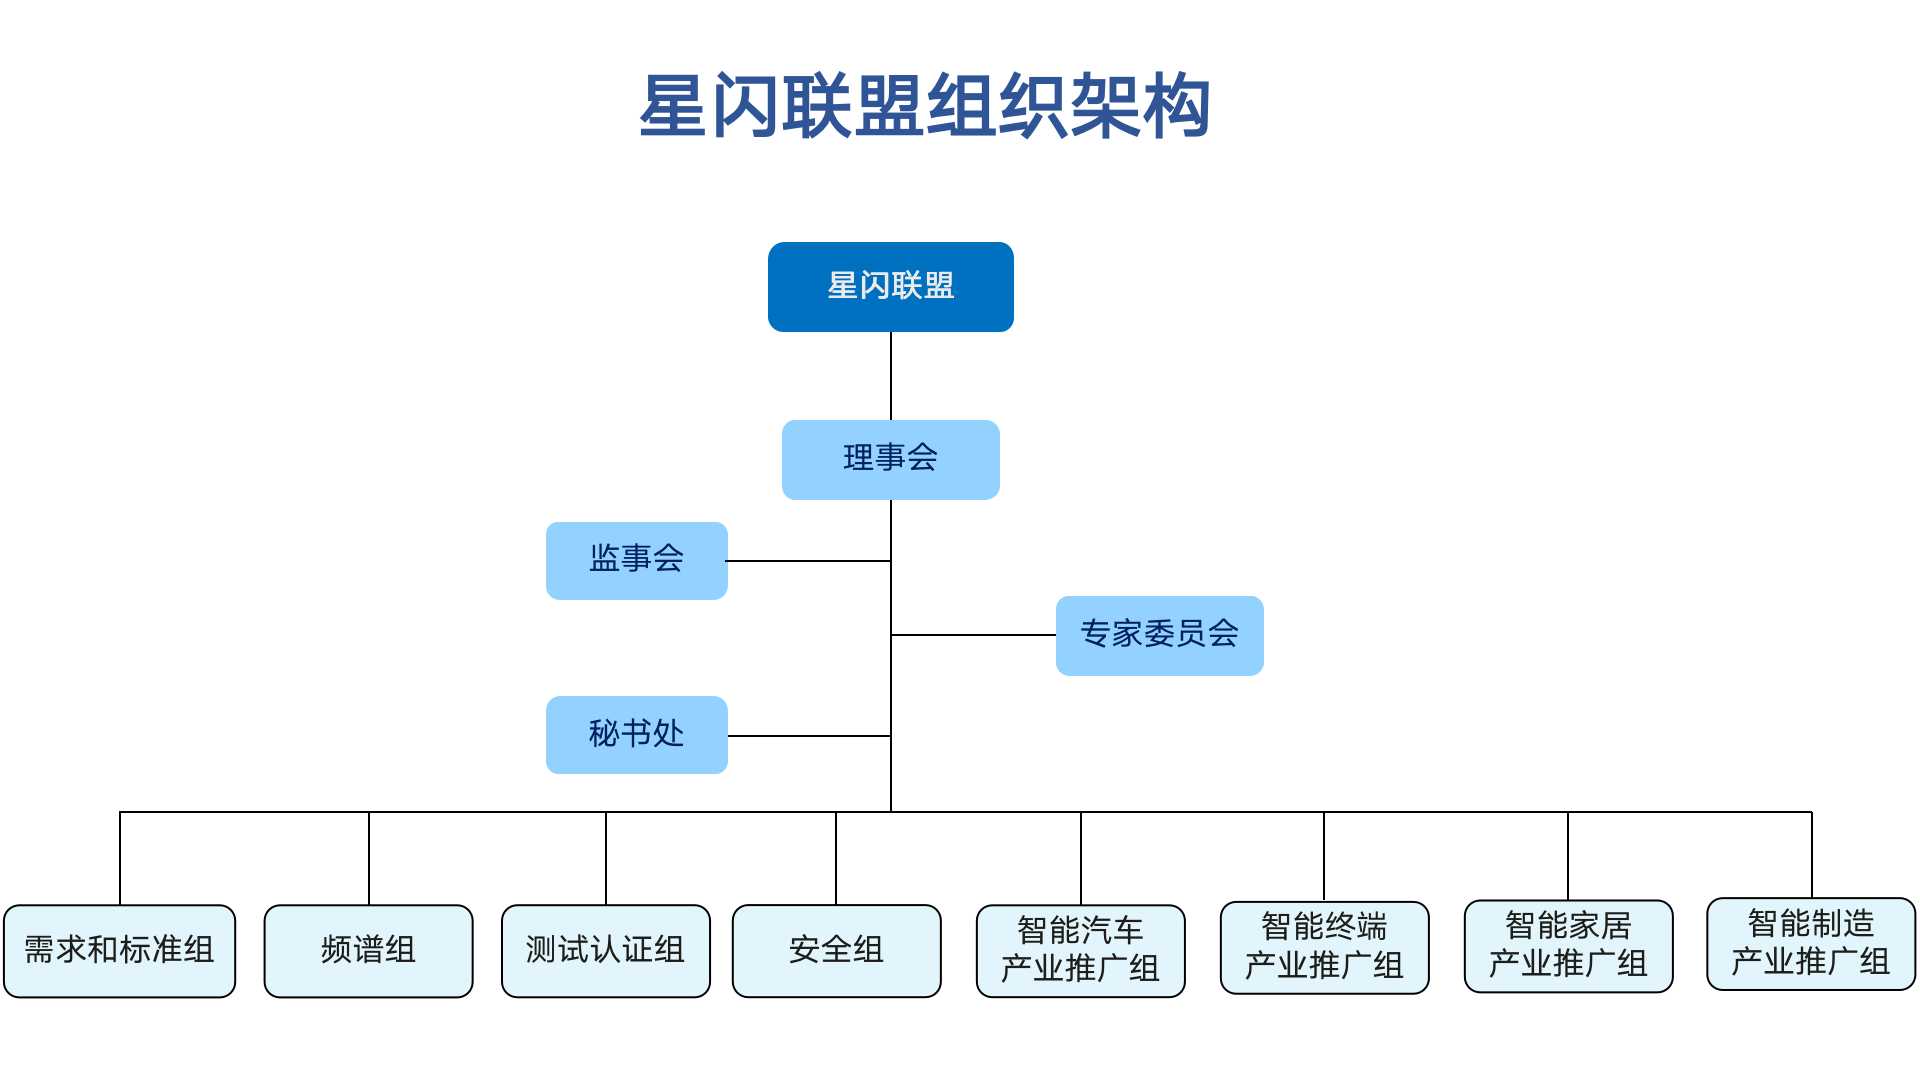 星闪联盟组织架构
星闪联盟
理事会
监事会
专家委员会
秘书处
需求和标准组
频谱组
测试认证组
安全组
智能汽车
产业推广组
智能终端
产业推广组
智能家居
产业推广组
智能制造
产业推广组